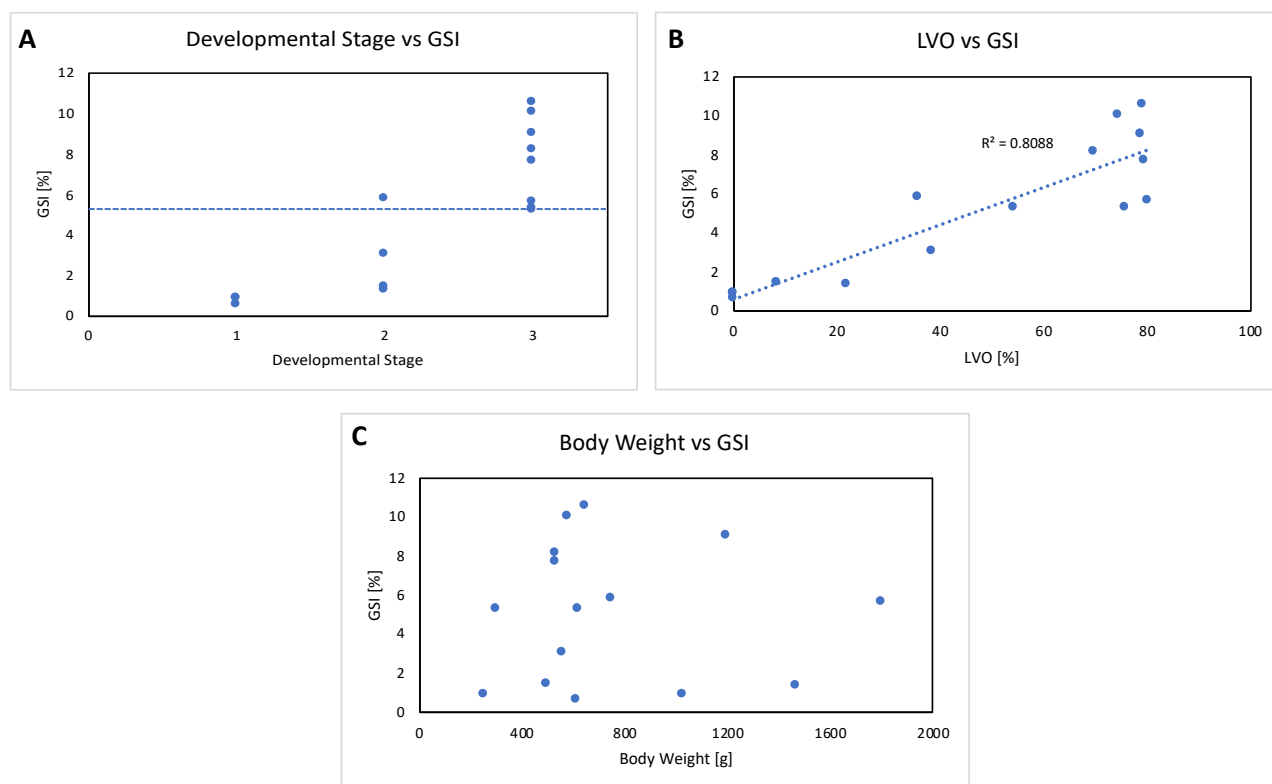 A
Developmental Stage vs GSI
12
10
8
6
4
2
0
GSI [%]
0 1 2 3
Developmental Stage
B
LVO vs GSI
12
10
8
6
4
2
0
GSI [%]
R² = 0.8088
0 20 40 60 80 100
LVO [%]
C
Body Weight vs GSI
12
10
8
6
4
2
0
GSI [%]
0 400 800 1200 1600 2000
Body Weight [g]